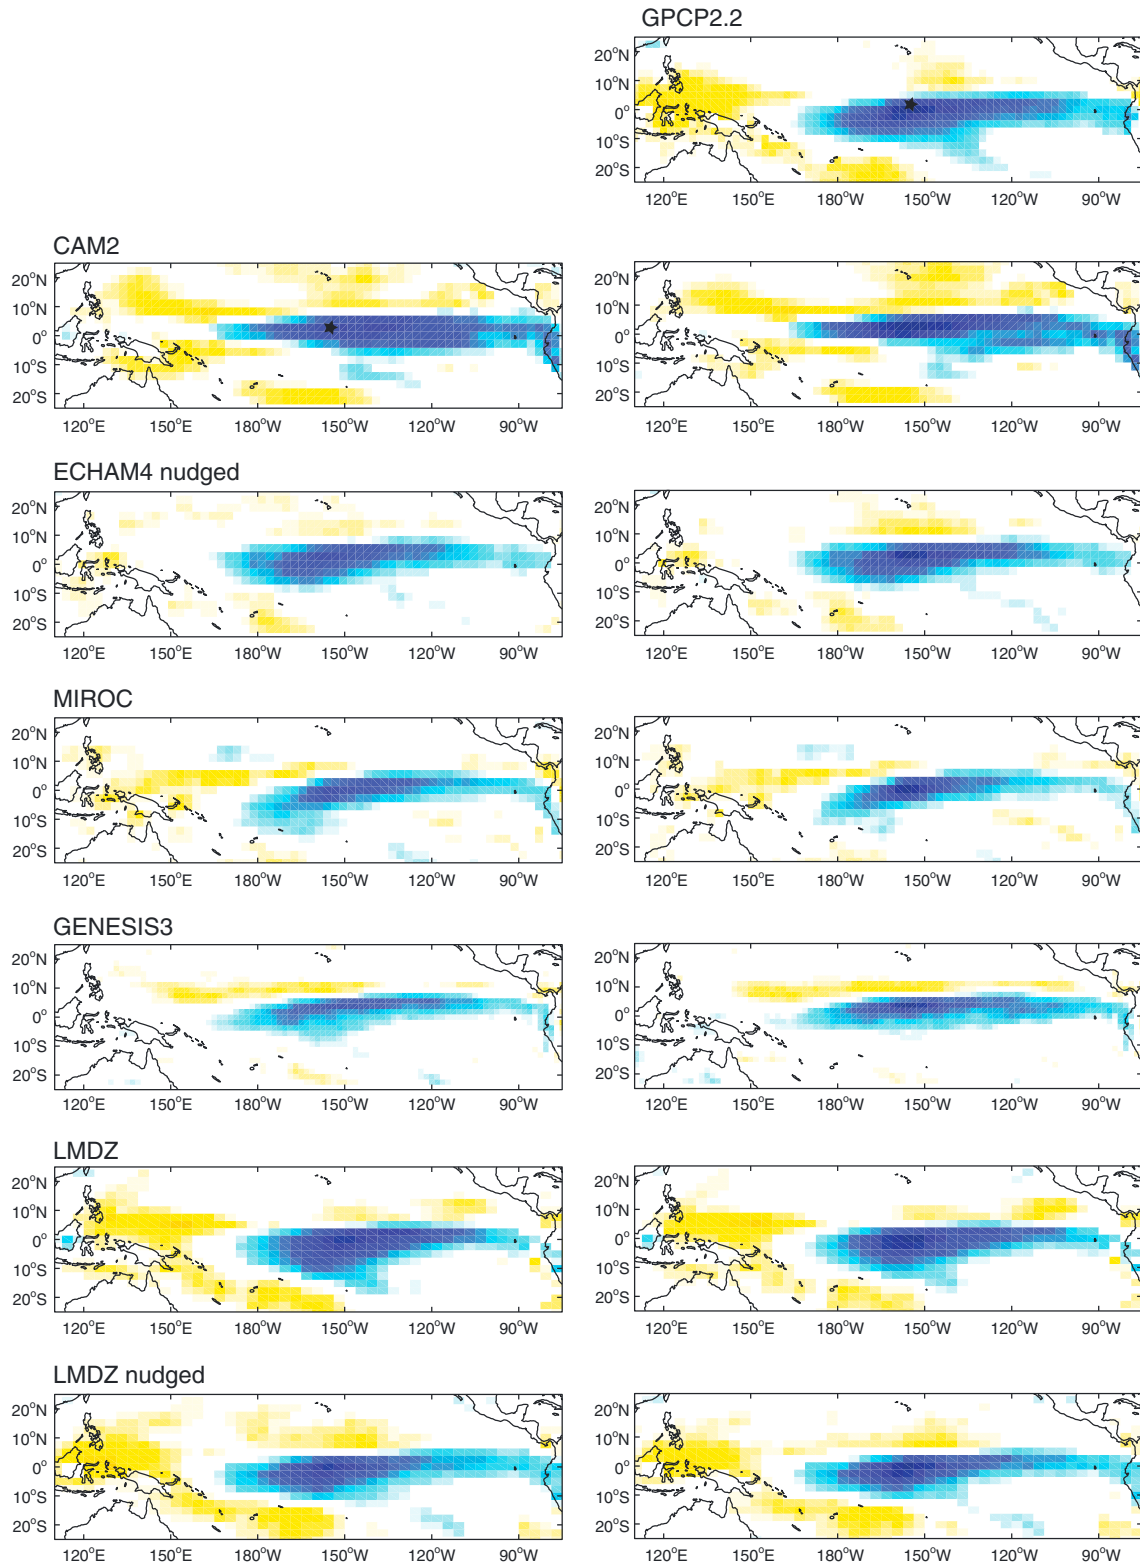 GPCP2.2
20°N
10°N
0°
10°S
20°S
120°E 150°E 180°W 150°W 120°W 90°W
CAM2
20°N 20°N
10°N 10°N
0° 0°
10°S 10°S
20°S 20°S
120°E 150°E 180°W 150°W 120°W 90°W 120°E 150°E 180°W 150°W 120°W 90°W
ECHAM4 nudged
20°N 20°N
10°N 10°N
0° 0°
10°S 10°S
20°S 20°S
120°E 150°E 180°W 150°W 120°W 90°W 120°E 150°E 180°W 150°W 120°W 90°W
MIROC
20°N 20°N
10°N 10°N
0° 0°
10°S 10°S
20°S 20°S
120°E 150°E 180°W 150°W 120°W 90°W 120°E 150°E 180°W 150°W 120°W 90°W
GENESIS3
20°N 20°N
10°N 10°N
0° 0°
10°S 10°S
20°S 20°S
120°E 150°E 180°W 150°W 120°W 90°W 120°E 150°E 180°W 150°W 120°W 90°W
LMDZ
20°N 20°N
10°N 10°N
0° 0°
10°S 10°S
20°S 20°S
120°E 150°E 180°W 150°W 120°W 90°W 120°E 150°E 180°W 150°W 120°W 90°W
LMDZ nudged
20°N 20°N
10°N 10°N
0° 0°
10°S 10°S
20°S 20°S
120°E 150°E 180°W 150°W 120°W 90°W 120°E 150°E 180°W 150°W 120°W 90°W